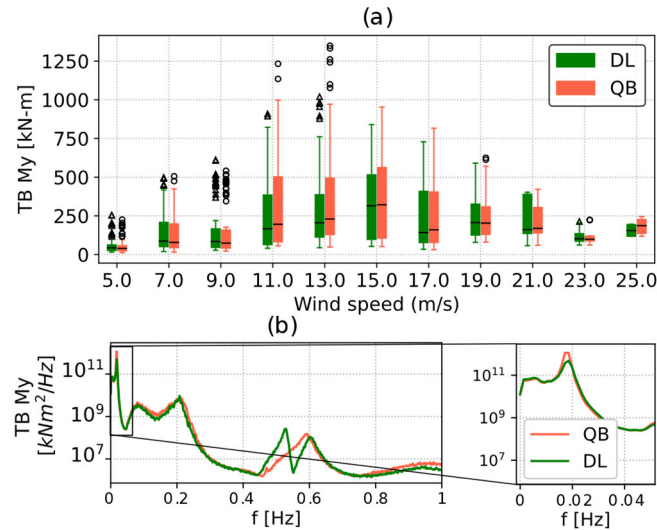 (a)
TB My [kN-m]
1250
1000
750
500
250
0
DL
QB
5.0 7.0 9.0 11.0 13.0 15.0 17.0 19.0 21.0 23.0 25.0
Wind speed (m/s)
(b)
TB My
[kNm²/Hz]
10¹¹
10⁹
10⁷
0 0.2 0.4 0.6 0.8 1
f [Hz]
10¹¹
10⁹
10⁷
QB
DL
0 0.02 0.04
f [Hz]